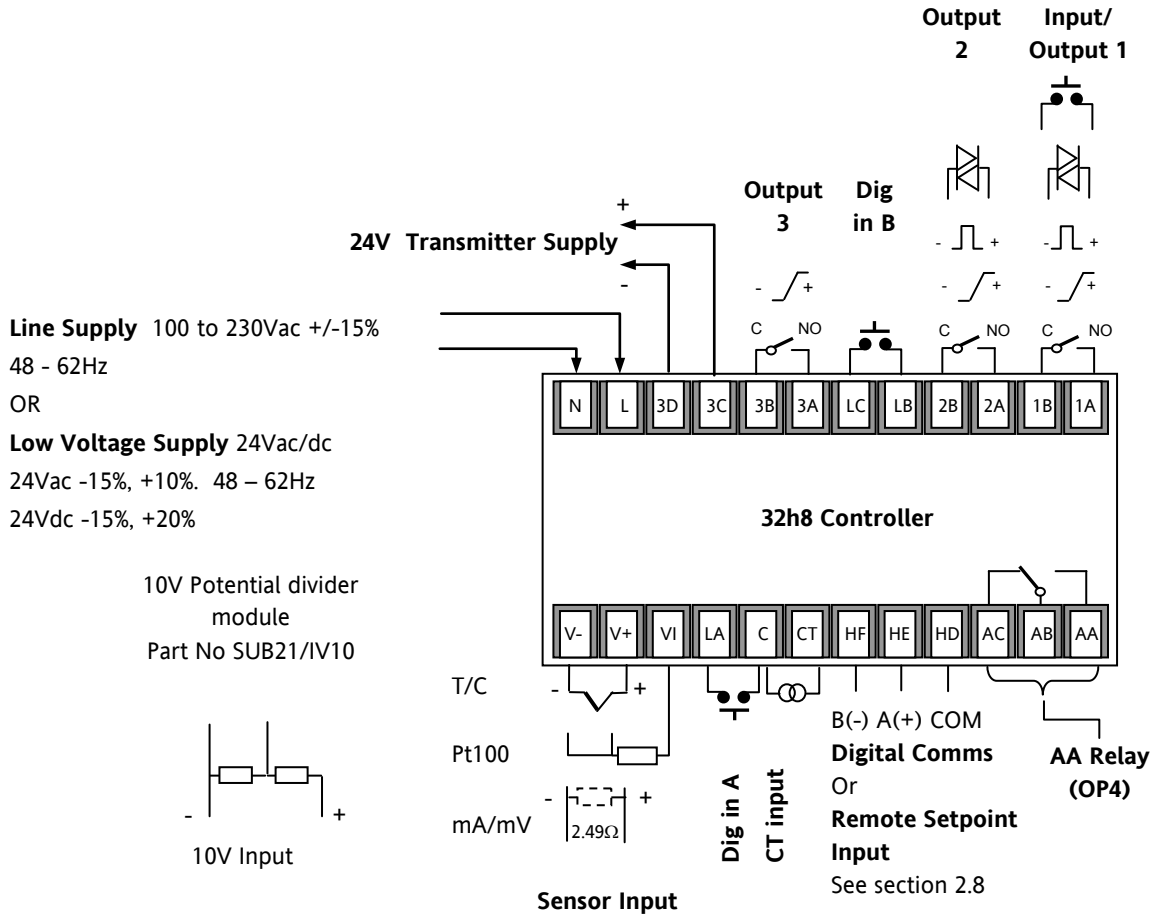 Output
2
Input/
Output 1
Output
3
Dig
in B
- +
- +
+
24V Transmitter Supply
-
- +
- +
- +
Line Supply 100 to 230Vac +/-15%
48 - 62Hz
OR
Low Voltage Supply 24Vac/dc
24Vac -15%, +10%. 48 – 62Hz
24Vdc -15%, +20%
C NO
C NO
C NO
N L 3D 3C 3B 3A LC LB 2B 2A 1B 1A
32h8 Controller
10V Potential divider
module
Part No SUB21/IV10
- +
10V Input
V- V+ VI LA C CT HF HE HD AC AB AA
T/C - +
Pt100
mA/mV - +
2.49Ω
Sensor Input
Dig in A
CT input
B(-) A(+) COM
Digital Comms
Or
Remote Setpoint
Input
See section 2.8
AA Relay
(OP4)